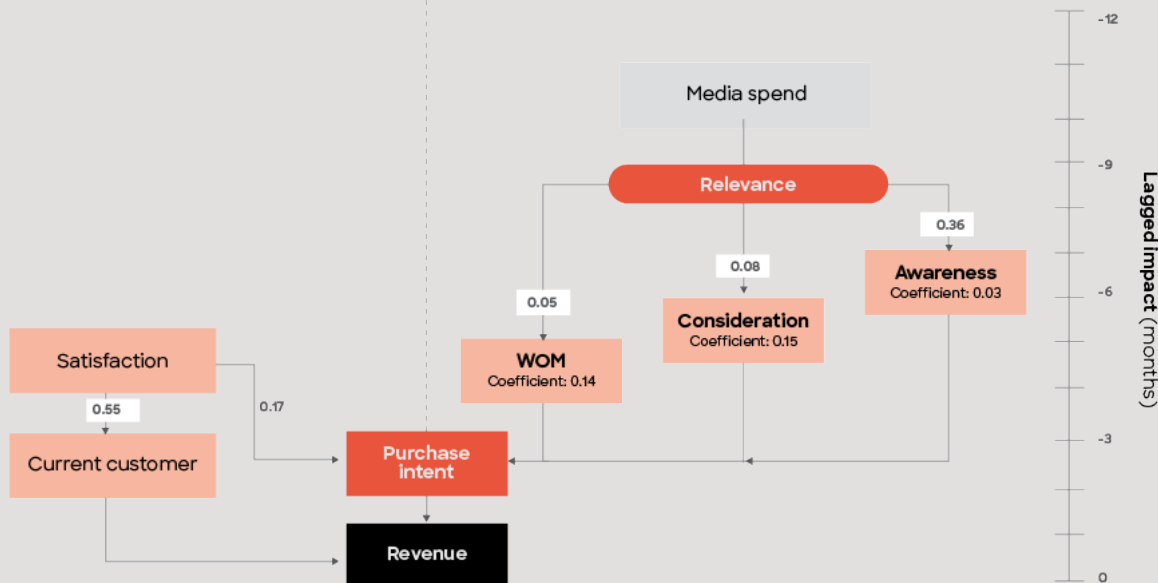 -12
Media spend
-9
Relevance
0.36
0.08
Awareness
Coefficient: 0.03
-6
0.05
Consideration
Coefficient: 0.15
WOM
Coefficient: 0.14
Satisfaction
0.55
0.17
-3
Purchase
intent
Current customer
Revenue
0
Lagged impact (months)